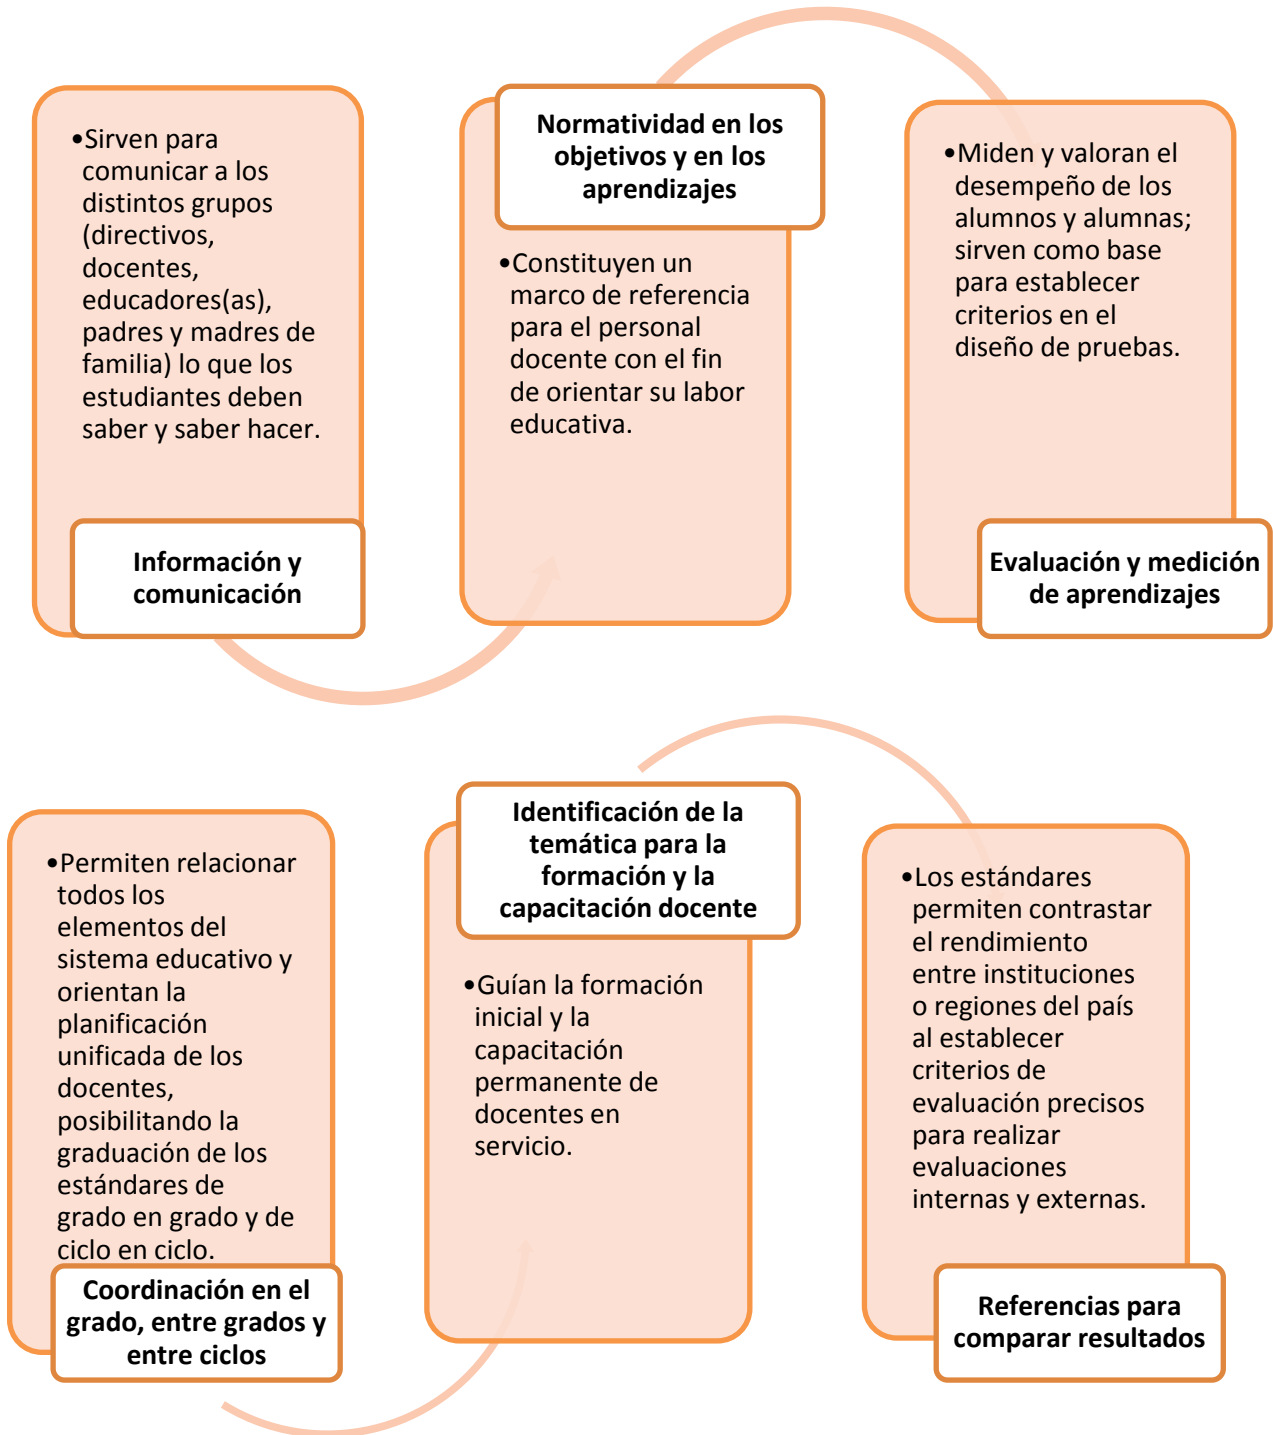 •Sirven para
comunicar a los
distintos grupos
(directivos,
docentes,
educadores(as),
padres y madres de
familia) lo que los
estudiantes deben
saber y saber hacer.
Información y
comunicación
Normatividad en los
objetivos y en los
aprendizajes
•Constituyen un
marco de referencia
para el personal
docente con el fin
de orientar su labor
educativa.
•Miden y valoran el
desempeño de los
alumnos y alumnas;
sirven como base
para establecer
criterios en el
diseño de pruebas.
Evaluación y medición
de aprendizajes
•Permiten relacionar
todos los
elementos del
sistema educativo y
orientan la
planificación
unificada de los
docentes,
posibilitando la
graduación de los
estándares de
grado en grado y de
ciclo en ciclo.
Coordinación en el
grado, entre grados y
entre ciclos
Identificación de la
temática para la
formación y la
capacitación docente
•Guían la formación
inicial y la
capacitación
permanente de
docentes en
servicio.
•Los estándares
permiten contrastar
el rendimiento
entre instituciones
o regiones del país
al establecer
criterios de
evaluación precisos
para realizar
evaluaciones
internas y externas.
Referencias para
comparar resultados